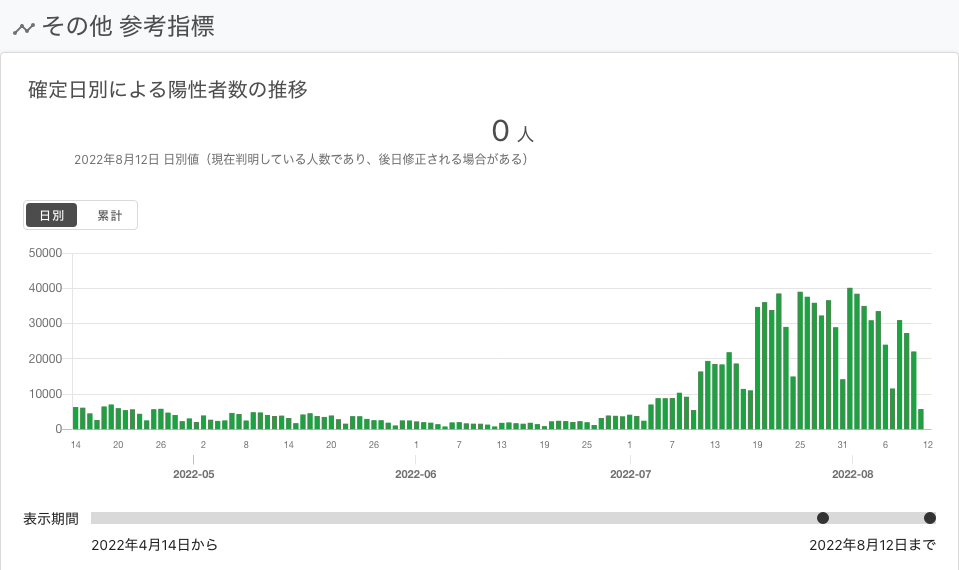 その他 参考指標
確定日別による陽性者数の推移
0 人
2022年8月12日 日別値（現在判明している人数であり、後日修正される場合がある）
日別 累計
50000
40000
30000
20000
10000
0
14 20 26 2 8 14 20 26 1 7 13 19 25 1 7 13 19 25 31 6 12
2022-05 2022-06 2022-07 2022-08
表示期間
2022年4月14日から 2022年8月12日まで